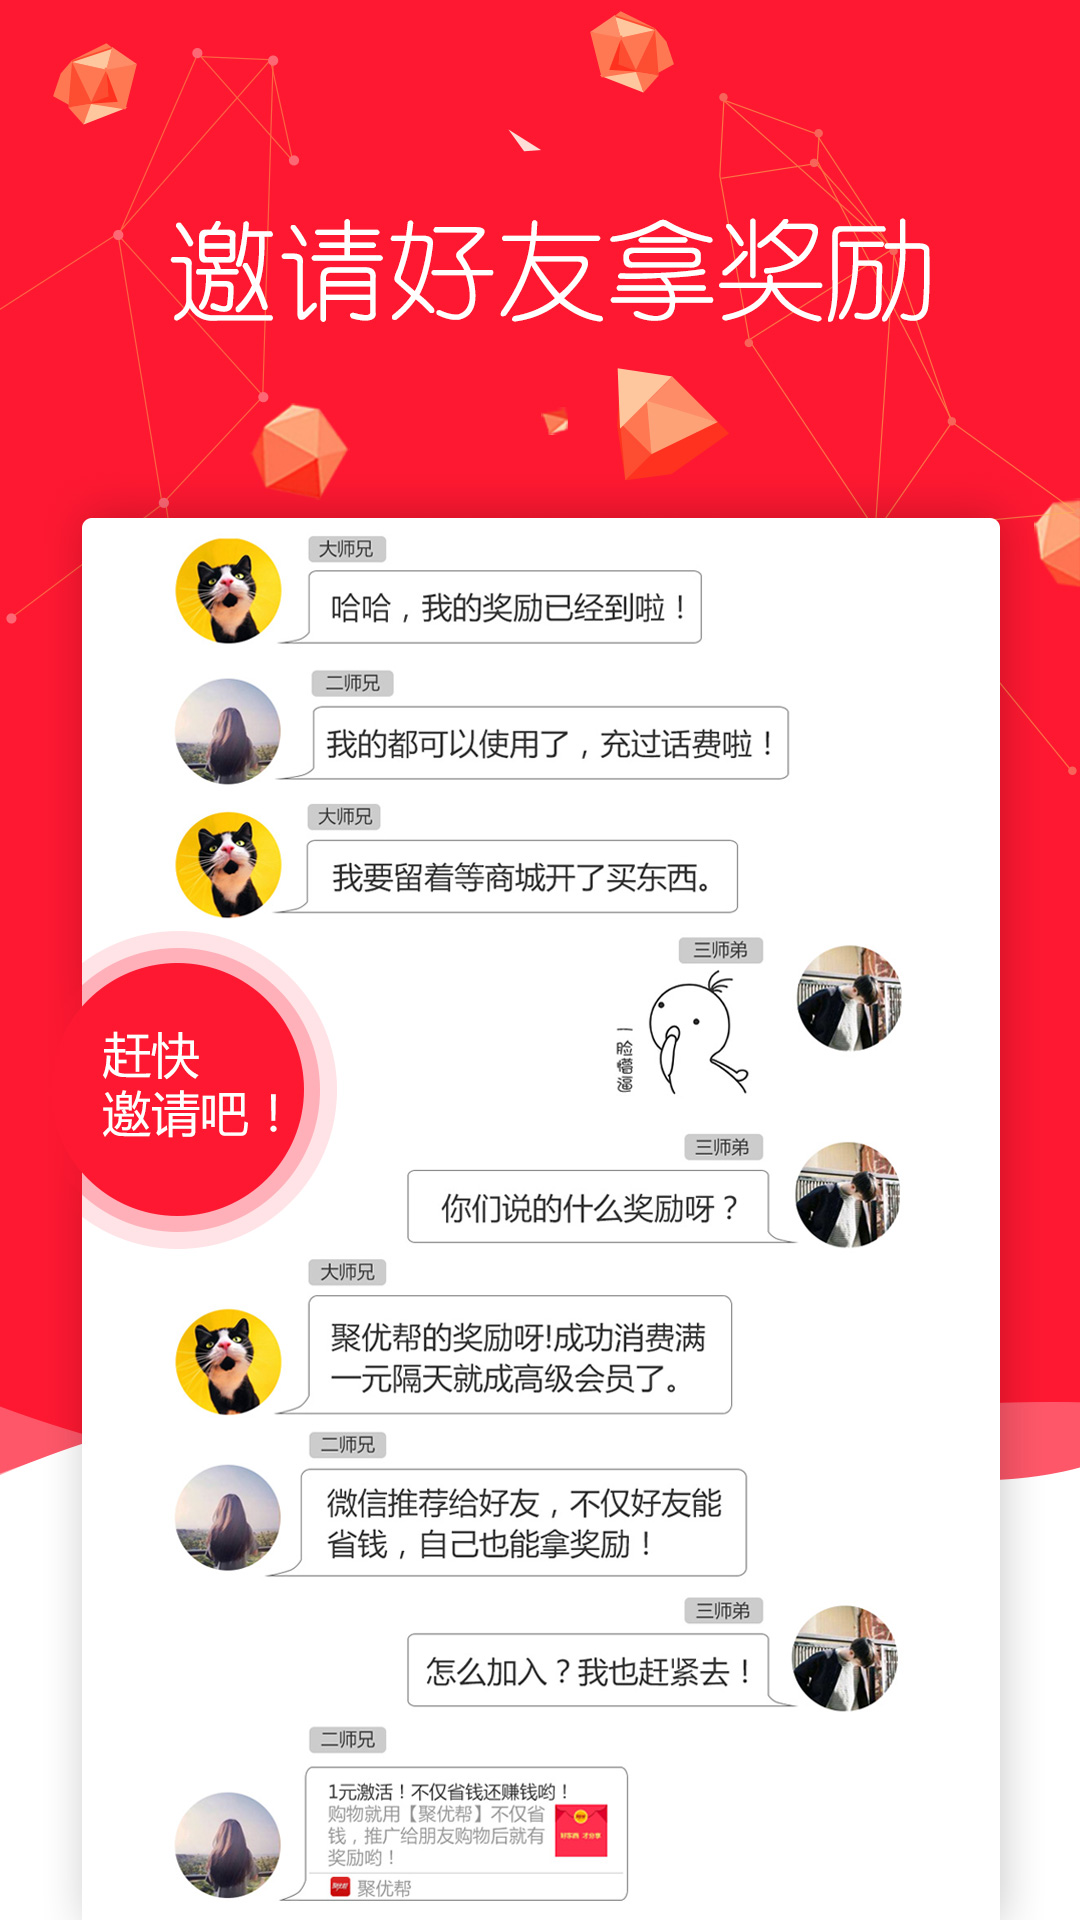 邀请好友拿奖励
大师兄
哈哈，我的奖励已经到啦！
二师兄
我的都可以使用了，充过话费啦！
大师兄
我要留着等商城开了买东西。
三师弟
一脸懵逼
赶快
邀请吧！
三师弟
你们说的什么奖励呀？
大师兄
聚优帮的奖励呀!成功消费满
一元隔天就成高级会员了。
二师兄
微信推荐给好友，不仅好友能
省钱，自己也能拿奖励！
三师弟
怎么加入？我也赶紧去！
二师兄
1元激活！不仅省钱还赚钱哟！
购物就用【聚优帮】不仅省
钱，推广给朋友购物后就有
奖励哟！
好东西 才分享
聚优帮